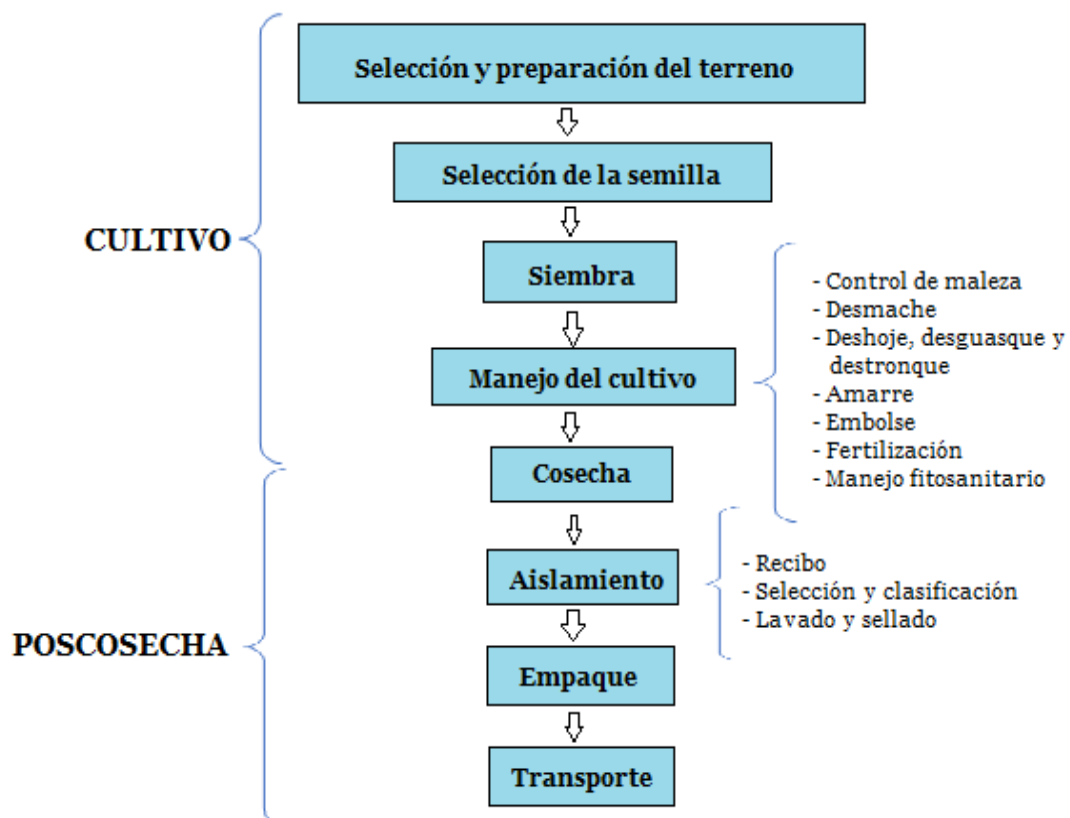 Selección y preparación del terreno
Selección de la semilla
CULTIVO
Siembra
Manejo del cultivo
- Control de maleza
- Desmache
- Deshoje, desguasque y
destronque
- Amarre
- Embolse
- Fertilización
- Manejo fitosanitario
Cosecha
Aislamiento
- Recibo
- Selección y clasificación
- Lavado y sellado
POSCOSECHA
Empaque
Transporte